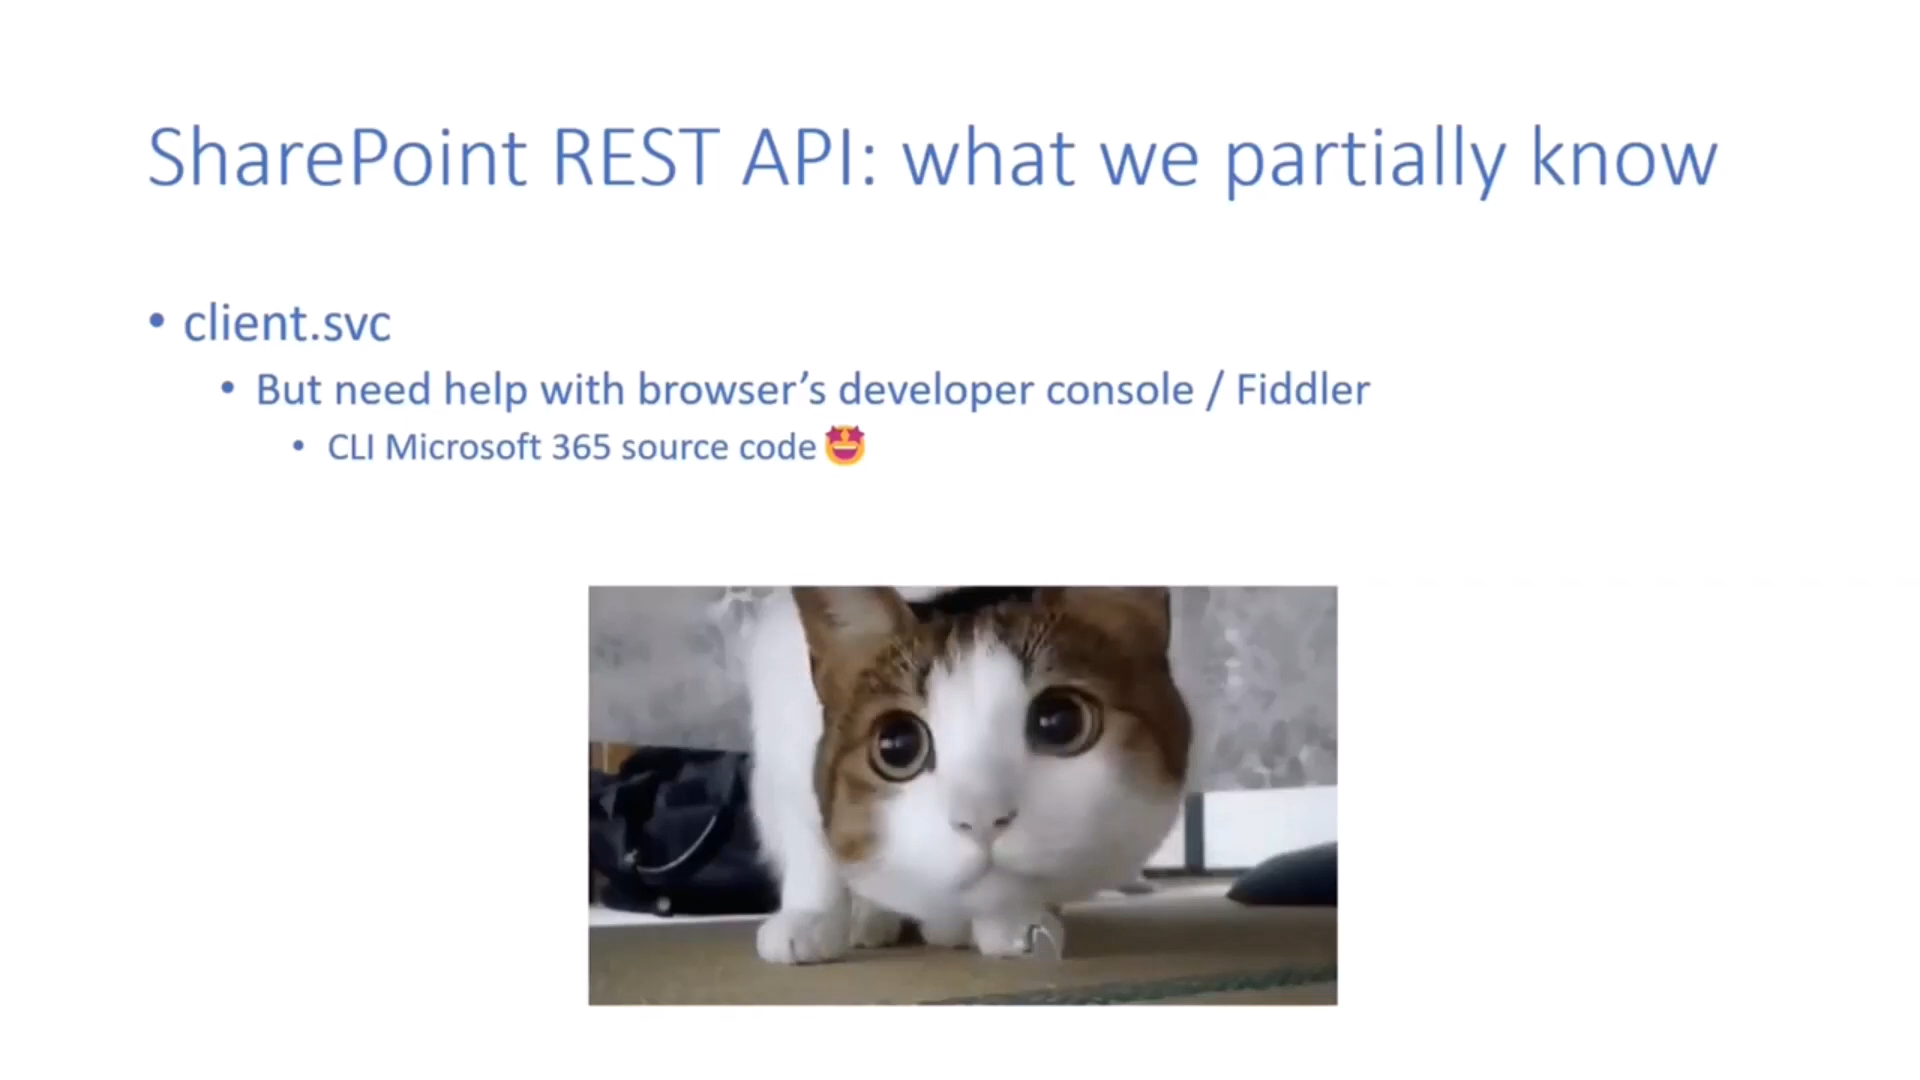 SharePoint REST API: what we partially know
• client.svc
• But need help with browser’s developer console / Fiddler
• CLI Microsoft 365 source code 🤩